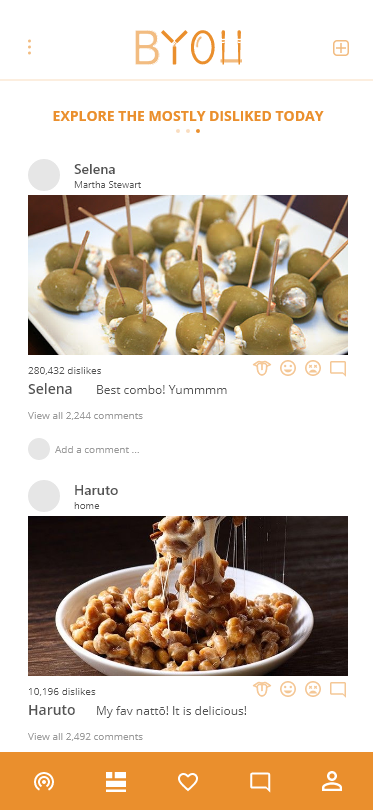 BYOU
EXPLORE THE MOSTLY DISLIKED TODAY
Selena
Martha Stewart
280,432 dislikes
Selena Best combo! Yummmm
View all 2,244 comments
Add a comment ...
Haruto
home
10,196 dislikes
Haruto My fav nattō! It is delicious!
View all 2,492 comments